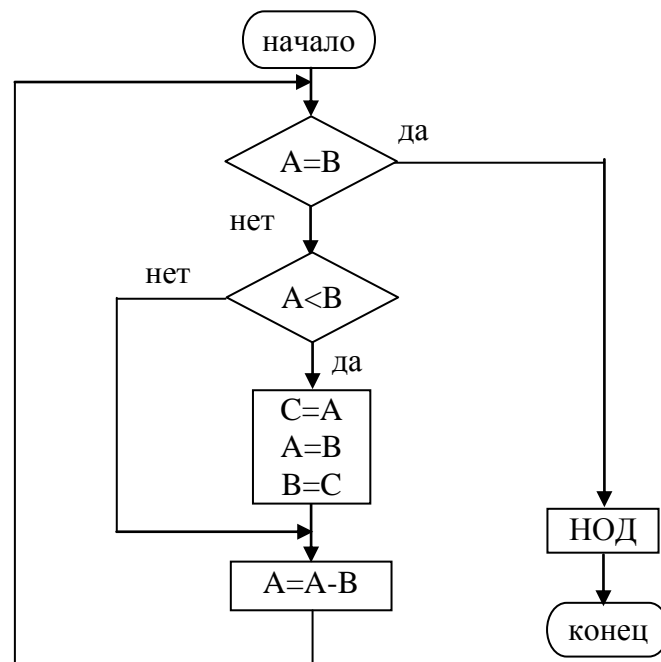 начало
да
A=B
нет
нет
A<B
да
C=A
A=B
B=C
НОД
A=A-B
конец